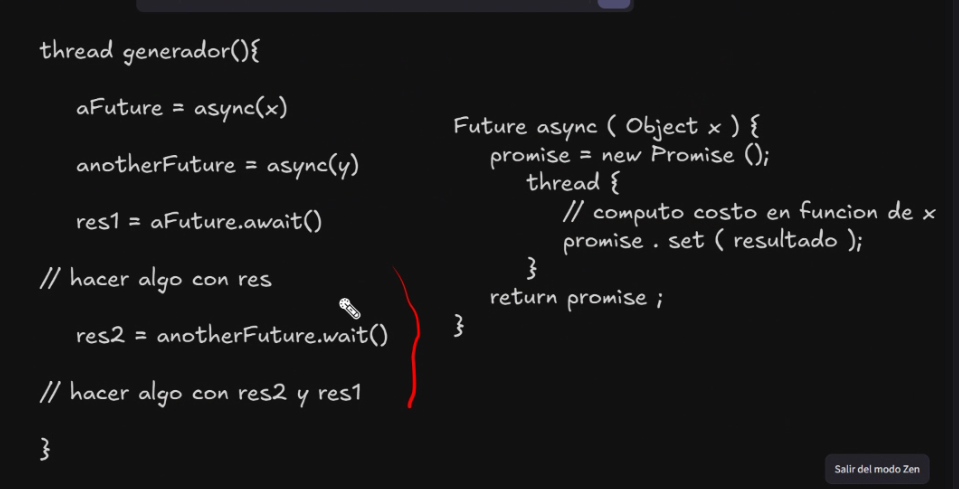 thread generador(){
aFuture = async(x)
anotherFuture = async(y)
res1 = aFuture.await()
// hacer algo con res
res2 = anotherFuture.wait()
// hacer algo con res2 y res1
}
Future async ( Object x ) {
promise = new Promise ();
thread {
// computo costo en funcion de x
promise . set ( resultado );
}
return promise ;
}
Salir del modo Zen